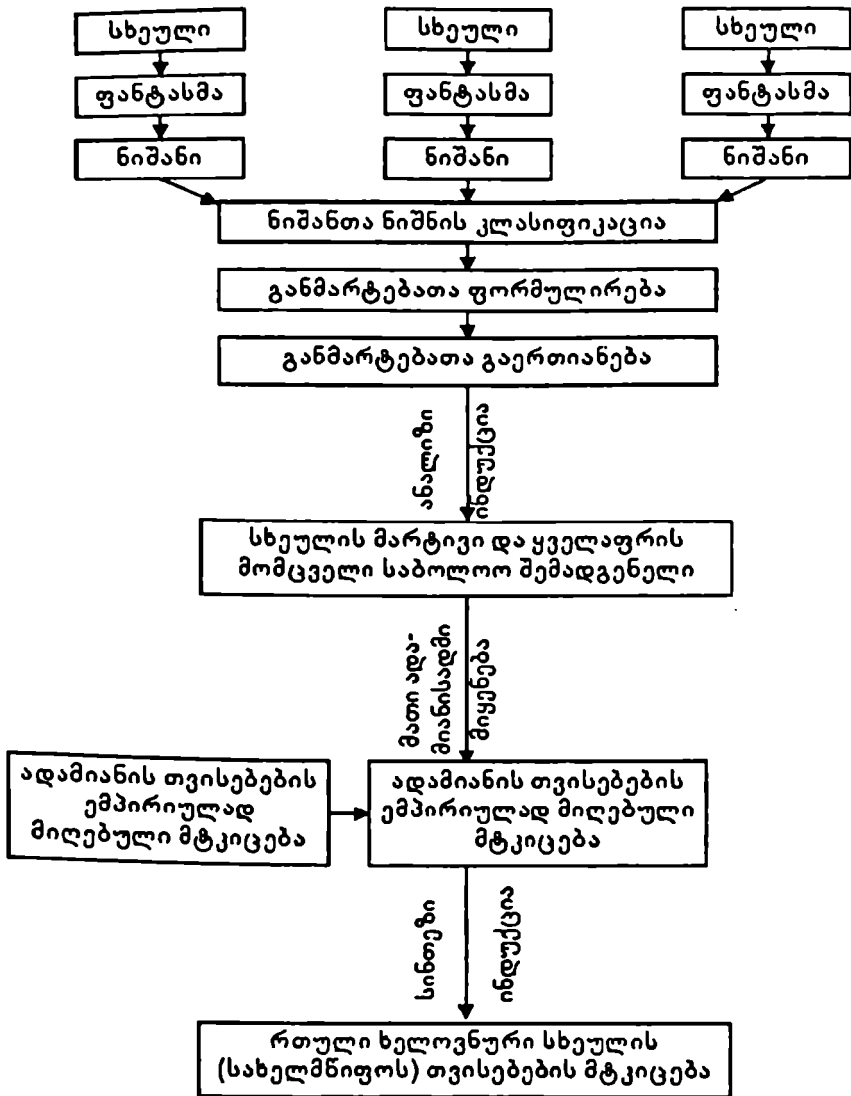 სხეული
სხეული
სხეული
ფანტასმა
ფანტასმა
ფანტასმა
ნიშანი
ნიშანი
ნიშანი
ნიშანთა ნიშნის კლასიფიკაცია
განმარტებათა ფორმულირება
განმარტებათა გაერთიანება
ანალიზი
ინდუქცია
სხეულის მარტივი და ყველაფრის
მომცველი საბოლოო შემადგენელი
მათი ადა-
მიანისადმი
მიყენება
ადამიანის თვისებების
ემპირიულად
მიღებული მტკიცება
ადამიანის თვისებების
ემპირიულად მიღებული
მტკიცება
სინთეზი
ინდუქცია
რთული ხელოვნური სხეულის
(სახელმწიფოს) თვისებების მტკიცება